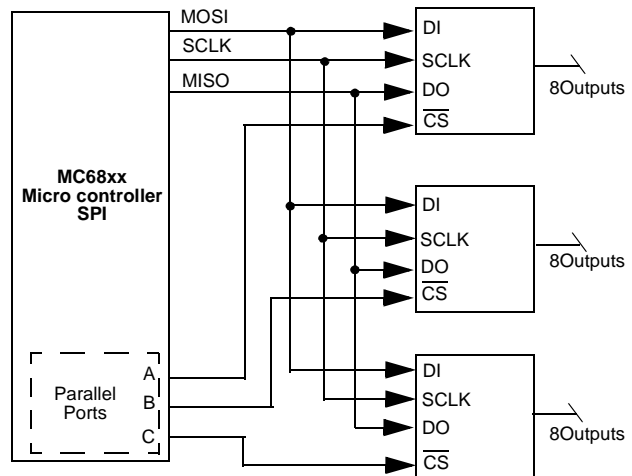 MOSI
SCLK
MISO
MC68xx
Micro controller
SPI
Parallel
Ports
A
B
C
DI
SCLK
DO
CS
8Outputs
DI
SCLK
DO
CS
8Outputs
DI
SCLK
DO
CS
8Outputs